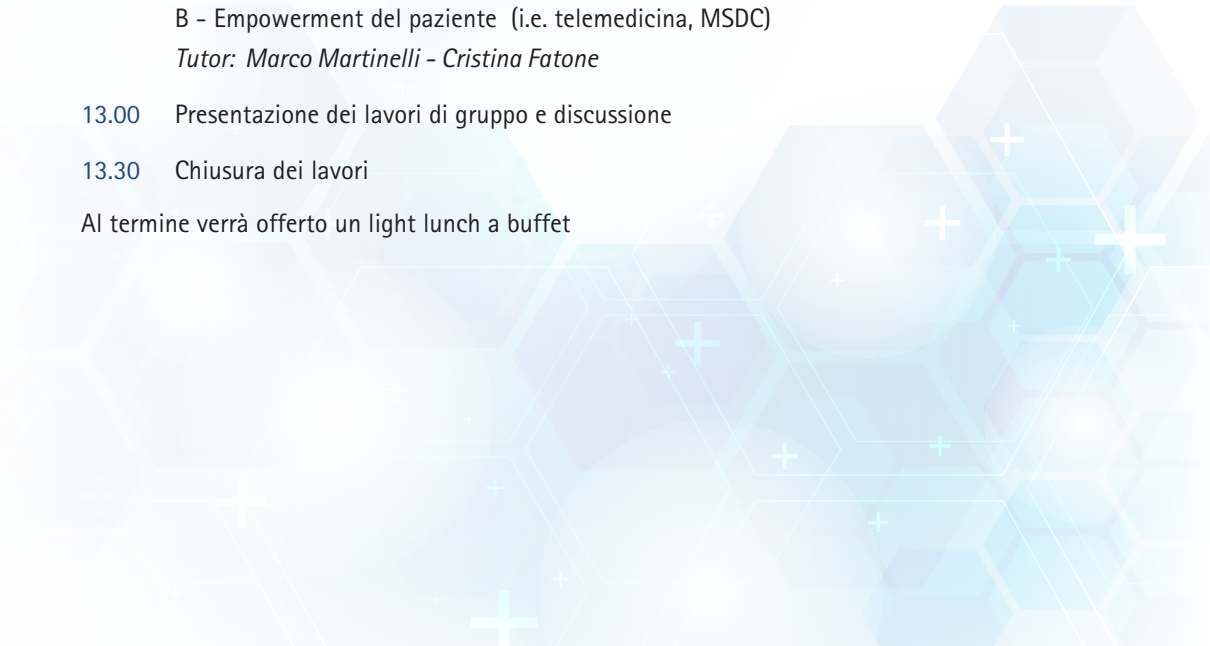 B - Empowerment del paziente (i.e. telemedicina, MSDC)
Tutor: Marco Martinelli - Cristina Fatone
13.00 Presentazione dei lavori di gruppo e discussione
13.30 Chiusura dei lavori
Al termine verrà offerto un light lunch a buffet